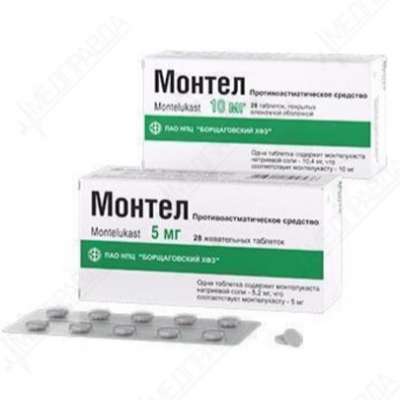 Монтел
Montelukast 10 мг
Противоастматическое средство
28 таблеток, покрытых
пленочной оболочкой
ПАО НПЦ "БОРЩАГОВСКИЙ ХФЗ"
Одна таблетка содержит монтелукаста
натриевой соли - 10,4 мг, что
соответствует монтелукасту - 10 мг
Монтел
Montelukast 5 мг
Противоастматическое средство
28 жевательных таблеток
ПАО НПЦ "БОРЩАГОВСКИЙ ХФЗ"
Одна таблетка содержит монтелукаста
натриевой соли - 5,2 мг, что
соответствует монтелукасту - 5 мг